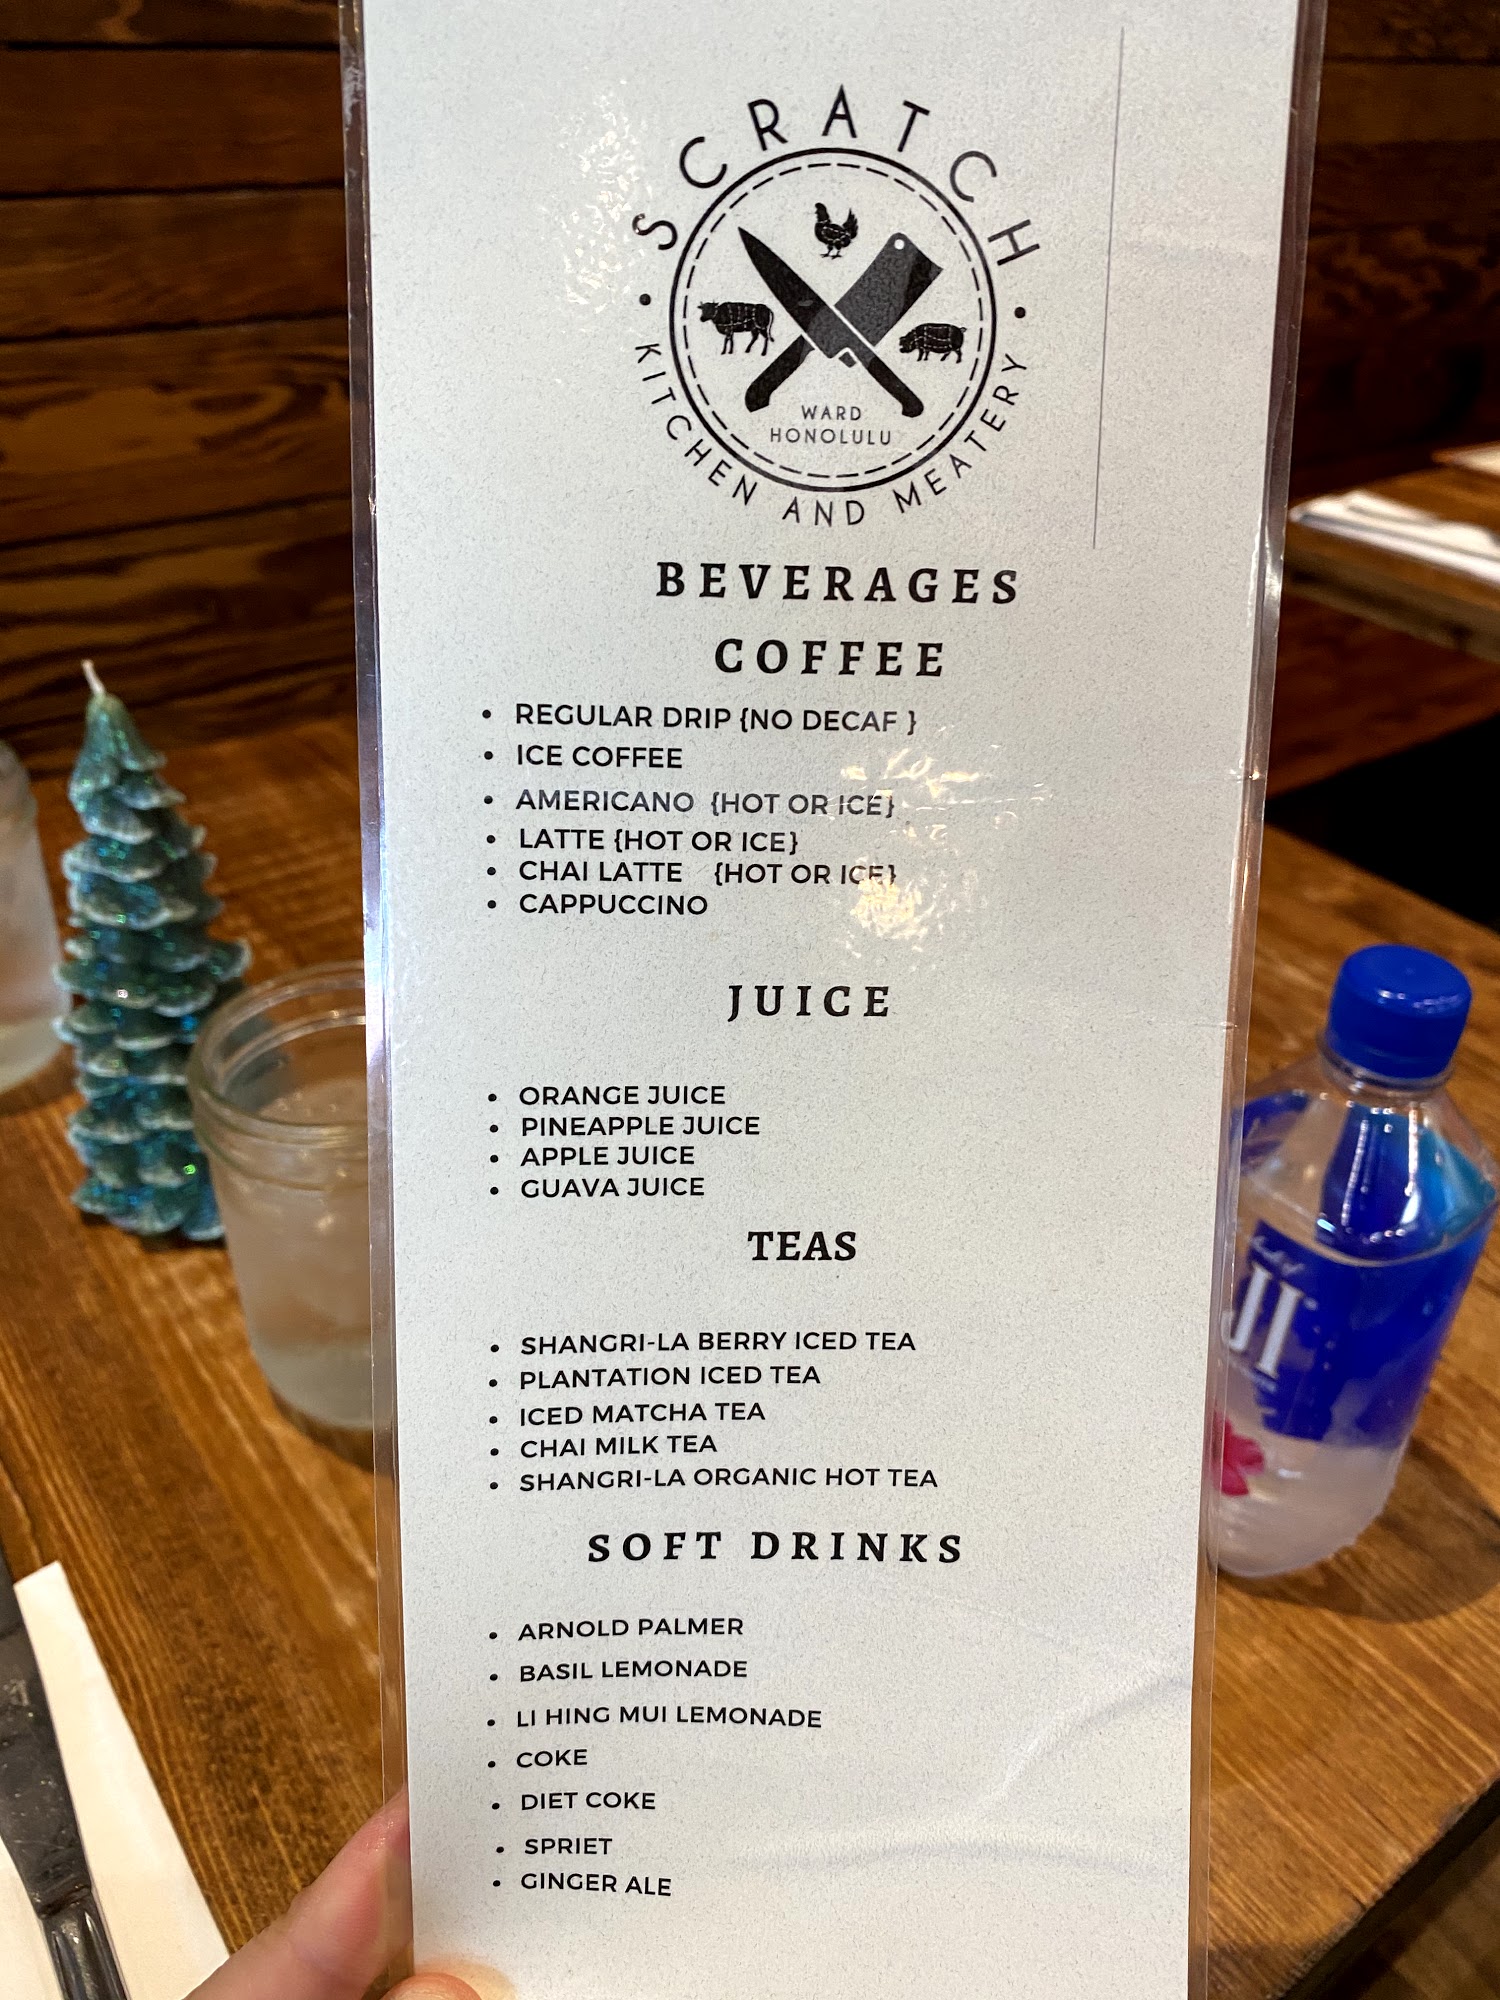 SCRATCH
WARD
HONOLULU
KITCHEN AND MEATERY
BEVERAGES
COFFEE
• REGULAR DRIP {NO DECAF }
• ICE COFFEE
• AMERICANO {HOT OR ICE}
• LATTE {HOT OR ICE}
• CHAI LATTE {HOT OR ICE}
• CAPPUCCINO
JUICE
• ORANGE JUICE
• PINEAPPLE JUICE
• APPLE JUICE
• GUAVA JUICE
TEAS
• SHANGRI-LA BERRY ICED TEA
• PLANTATION ICED TEA
• ICED MATCHA TEA
• CHAI MILK TEA
• SHANGRI-LA ORGANIC HOT TEA
SOFT DRINKS
• ARNOLD PALMER
• BASIL LEMONADE
• LI HING MUI LEMONADE
• COKE
• DIET COKE
• SPRIET
• GINGER ALE